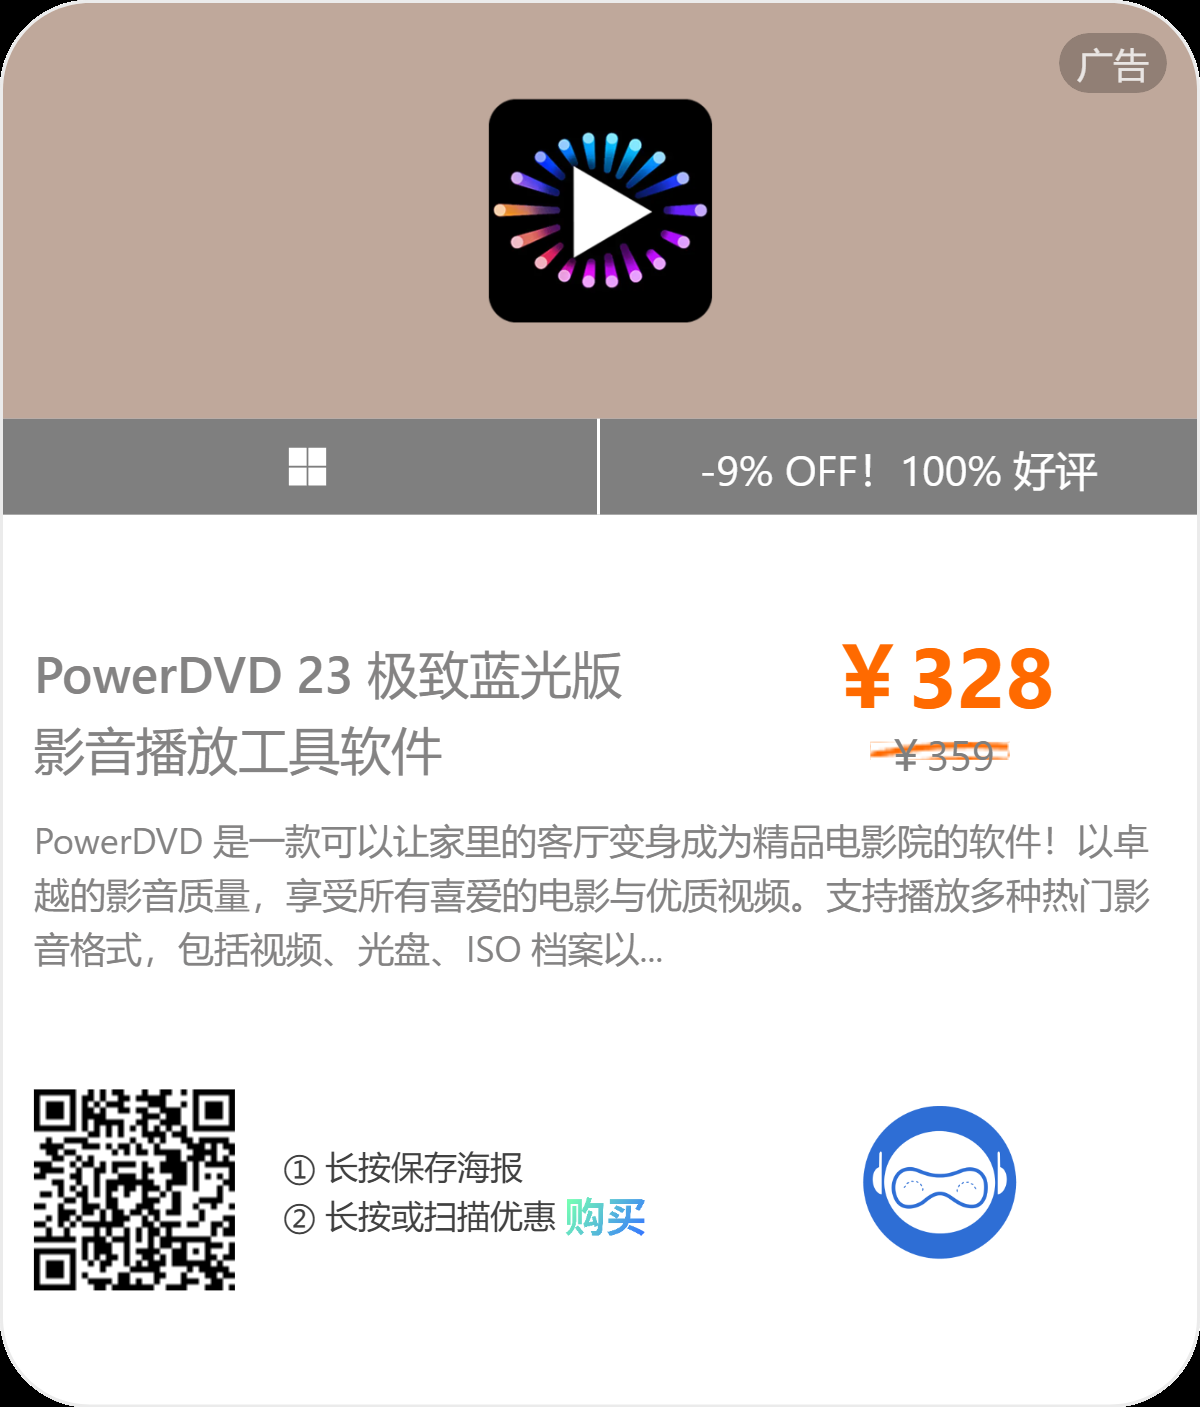 广告
-9% OFF！100% 好评
PowerDVD 23 极致蓝光版
影音播放工具软件
￥328
￥359
PowerDVD 是一款可以让家里的客厅变身成为精品电影院的软件！以卓
越的影音质量，享受所有喜爱的电影与优质视频。支持播放多种热门影
音格式，包括视频、光盘、ISO 档案以...
① 长按保存海报
② 长按或扫描优惠 购买